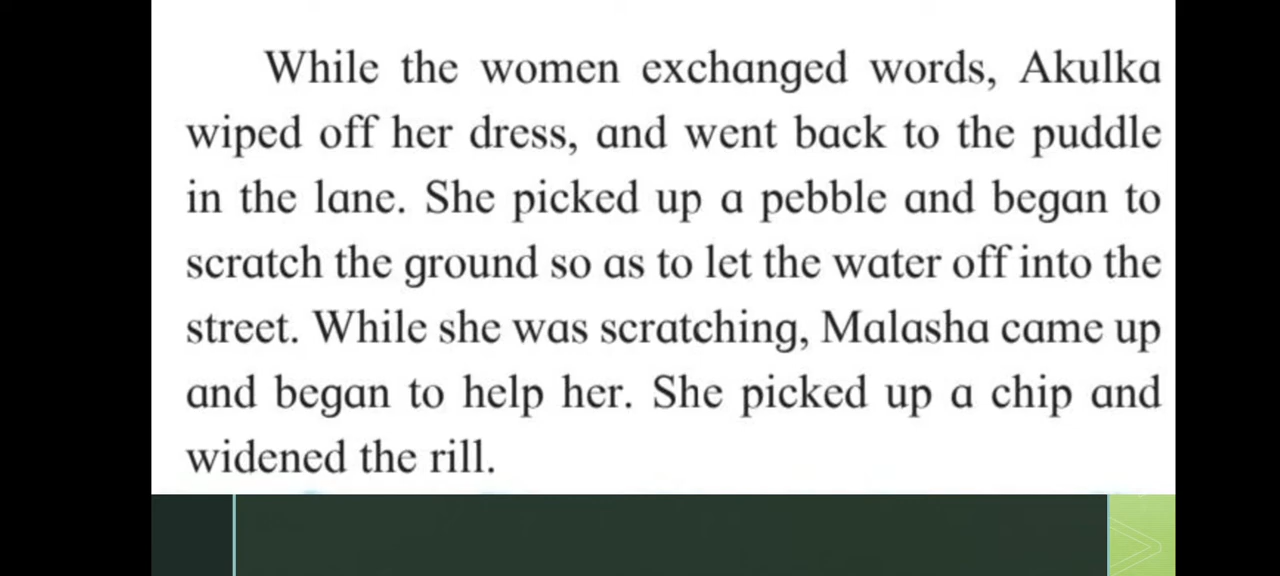 While the women exchanged words, Akulka
wiped off her dress, and went back to the puddle
in the lane. She picked up a pebble and began to
scratch the ground so as to let the water off into the
street. While she was scratching, Malasha came up
and began to help her. She picked up a chip and
widened the rill.